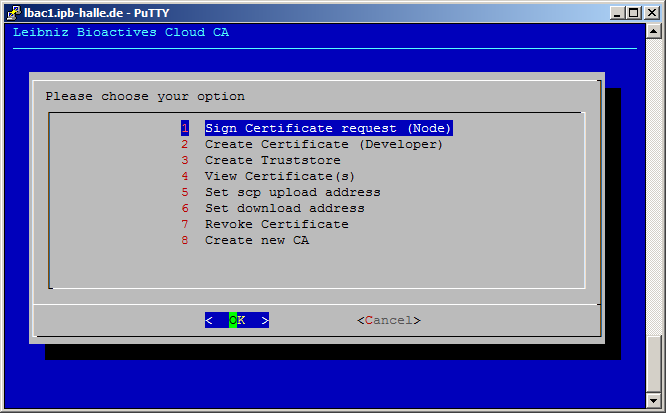 lbac1.ipb-halle.de - PuTTY
Leibniz Bioactives Cloud CA
Please choose your option
1 Sign Certificate request (Node)
2 Create Certificate (Developer)
3 Create Truststore
4 View Certificate(s)
5 Set scp upload address
6 Set download address
7 Revoke Certificate
8 Create new CA
< OK > <Cancel>